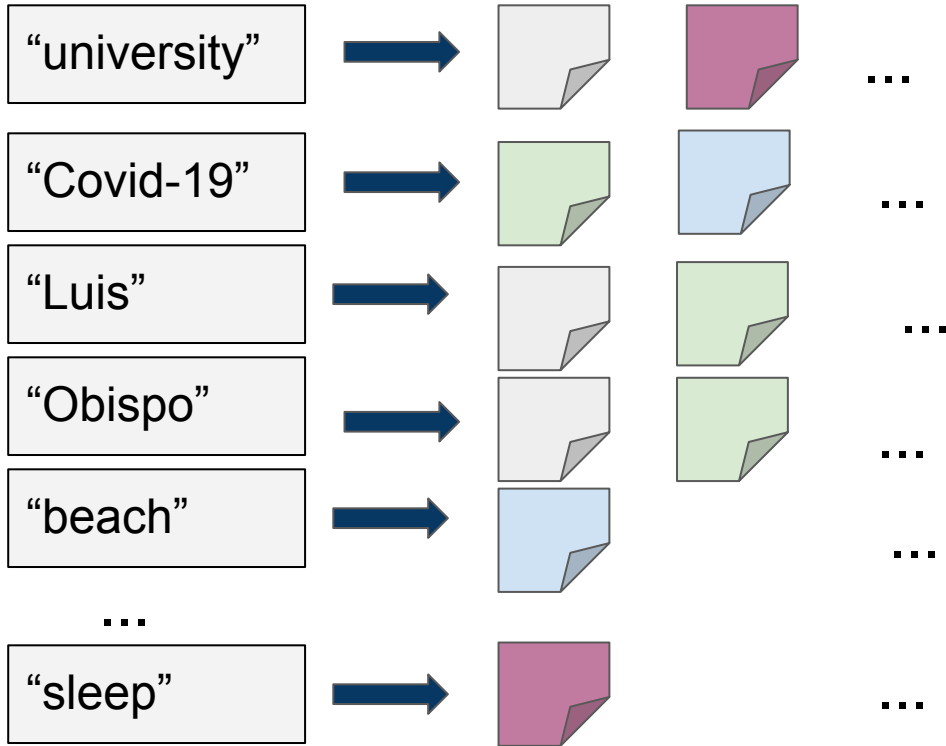 “university”
...
“Covid-19”
...
“Luis”
...
“Obispo”
...
“beach”
...
...
“sleep”
...